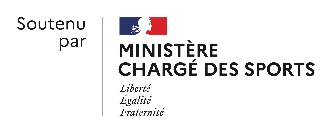 Soutenu
par
MINISTÈRE
CHARGÉ DES SPORTS
Liberté
Égalité
Fraternité